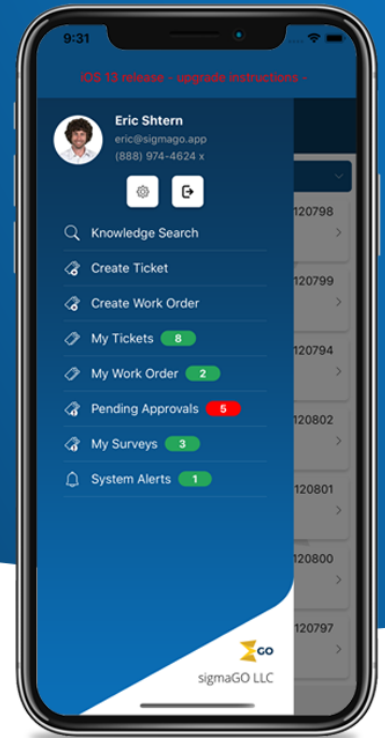 9:31
iOS 13 release - upgrade instructions -
Eric Shtern
eric@sigmago.app
(888) 974-4624 x
Knowledge Search
Create Ticket
Create Work Order
My Tickets 8
My Work Order 2
Pending Approvals 5
My Surveys 3
System Alerts 1
120798
120799
120794
120802
120801
120800
120797
GO
sigmaGO LLC